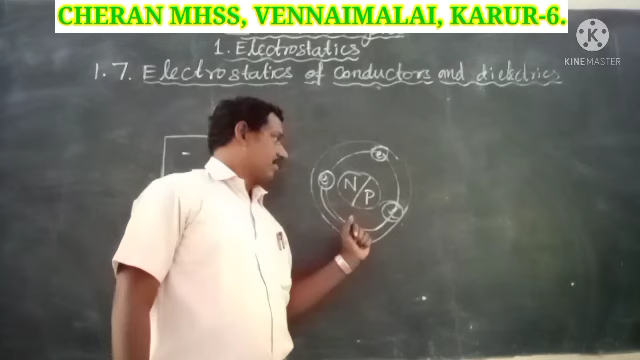 CHERAN MHSS, VENNAIMALAI, KARUR-6.
KINEMASTER
1. Electrostatics
1.7. Electrostatics of conductors and dielectrics
N/P